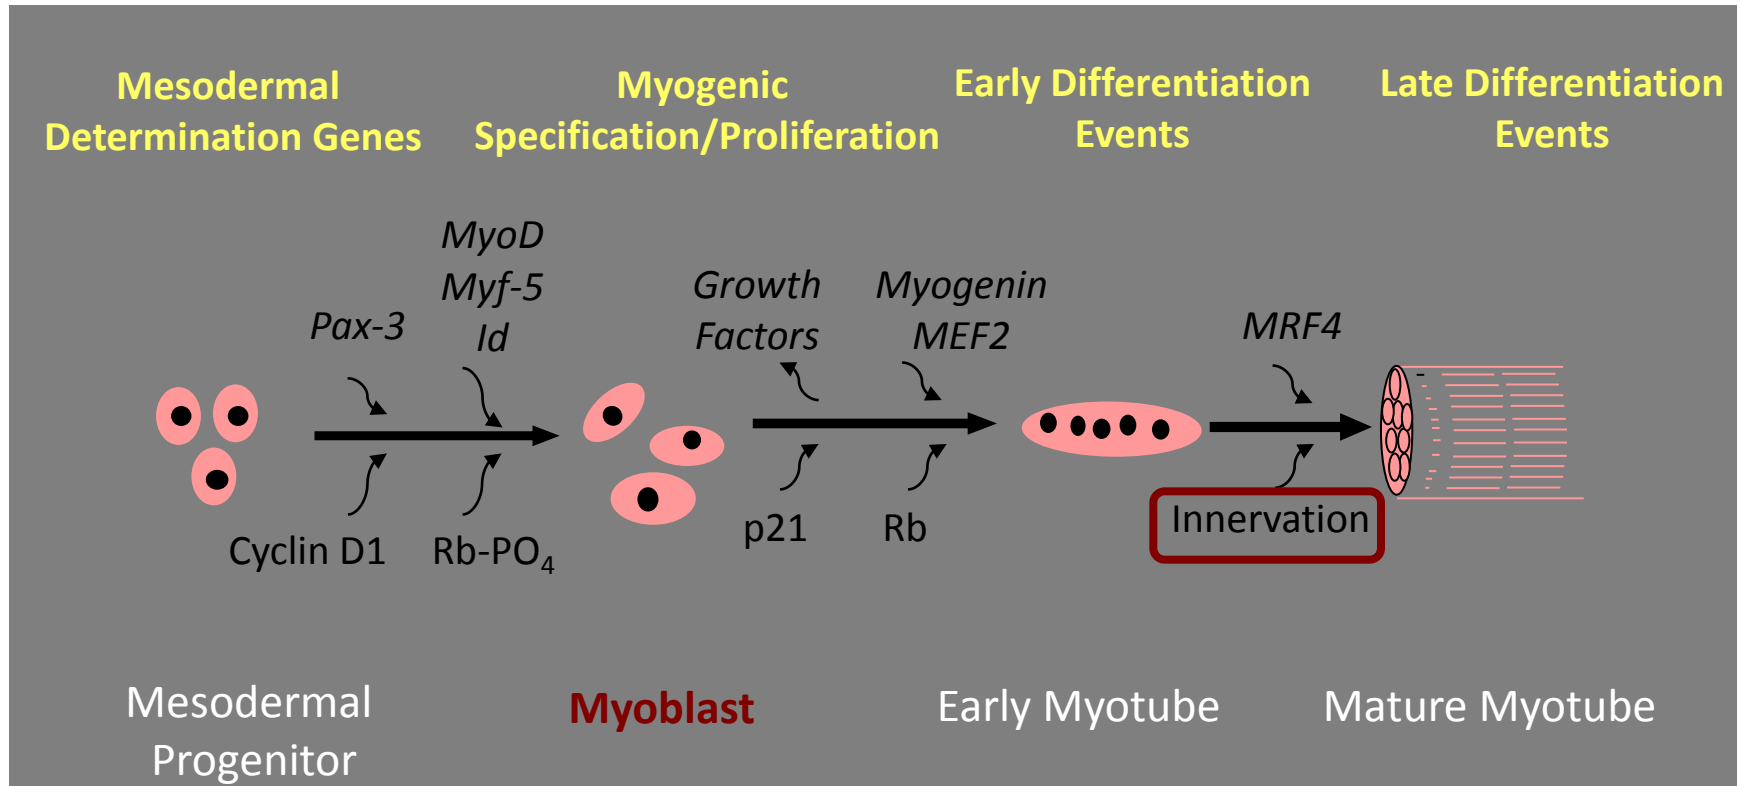 Mesodermal
Determination Genes
Myogenic
Specification/Proliferation
Early Differentiation
Events
Late Differentiation
Events
Pax-3
MyoD
Myf-5
Id
Growth
Factors
Myogenin
MEF2
MRF4
Cyclin D1
Rb-PO₄
p21
Rb
Innervation
Mesodermal
Progenitor
Myoblast
Early Myotube
Mature Myotube